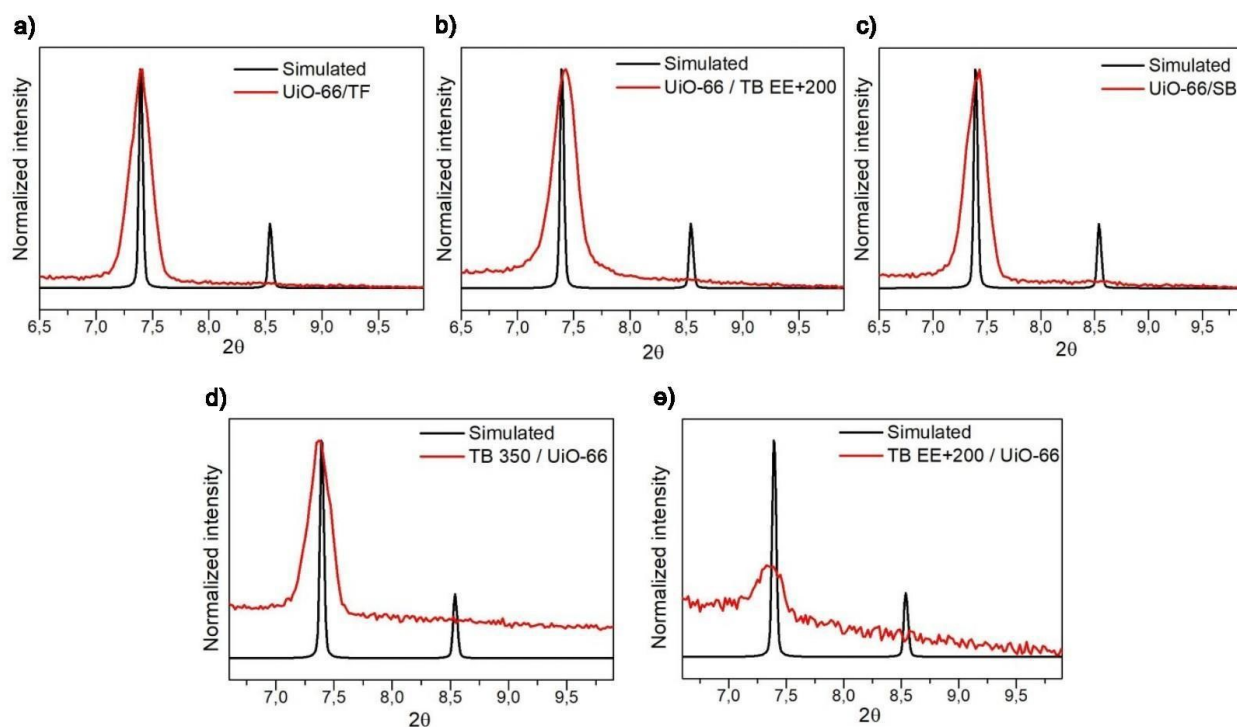 a)
Simulated
UiO-66/TF
Normalized intensity
6,5 7,0 7,5 8,0 8,5 9,0 9,5
2θ
b)
Simulated
UiO-66 / TB EE+200
Normalized intensity
6,5 7,0 7,5 8,0 8,5 9,0 9,5
2θ
c)
Simulated
UiO-66/SB
Normalized intensity
6,5 7,0 7,5 8,0 8,5 9,0 9,5
2θ
d)
Simulated
TB 350 / UiO-66
Normalized intensity
7,0 7,5 8,0 8,5 9,0 9,5
2θ
e)
Simulated
TB EE+200 / UiO-66
Normalized intensity
7,0 7,5 8,0 8,5 9,0 9,5
2θ